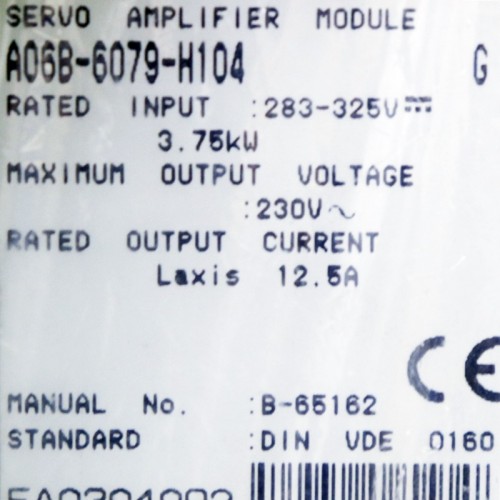 SERVO AMPLIFIER MODULE
A06B-6079-H104 G
RATED INPUT :283-325V⎓
3.75kW
MAXIMUM OUTPUT VOLTAGE
:230V~
RATED OUTPUT CURRENT
Laxis 12.5A
CE
MANUAL No. :B-65162
STANDARD :DIN VDE 0160